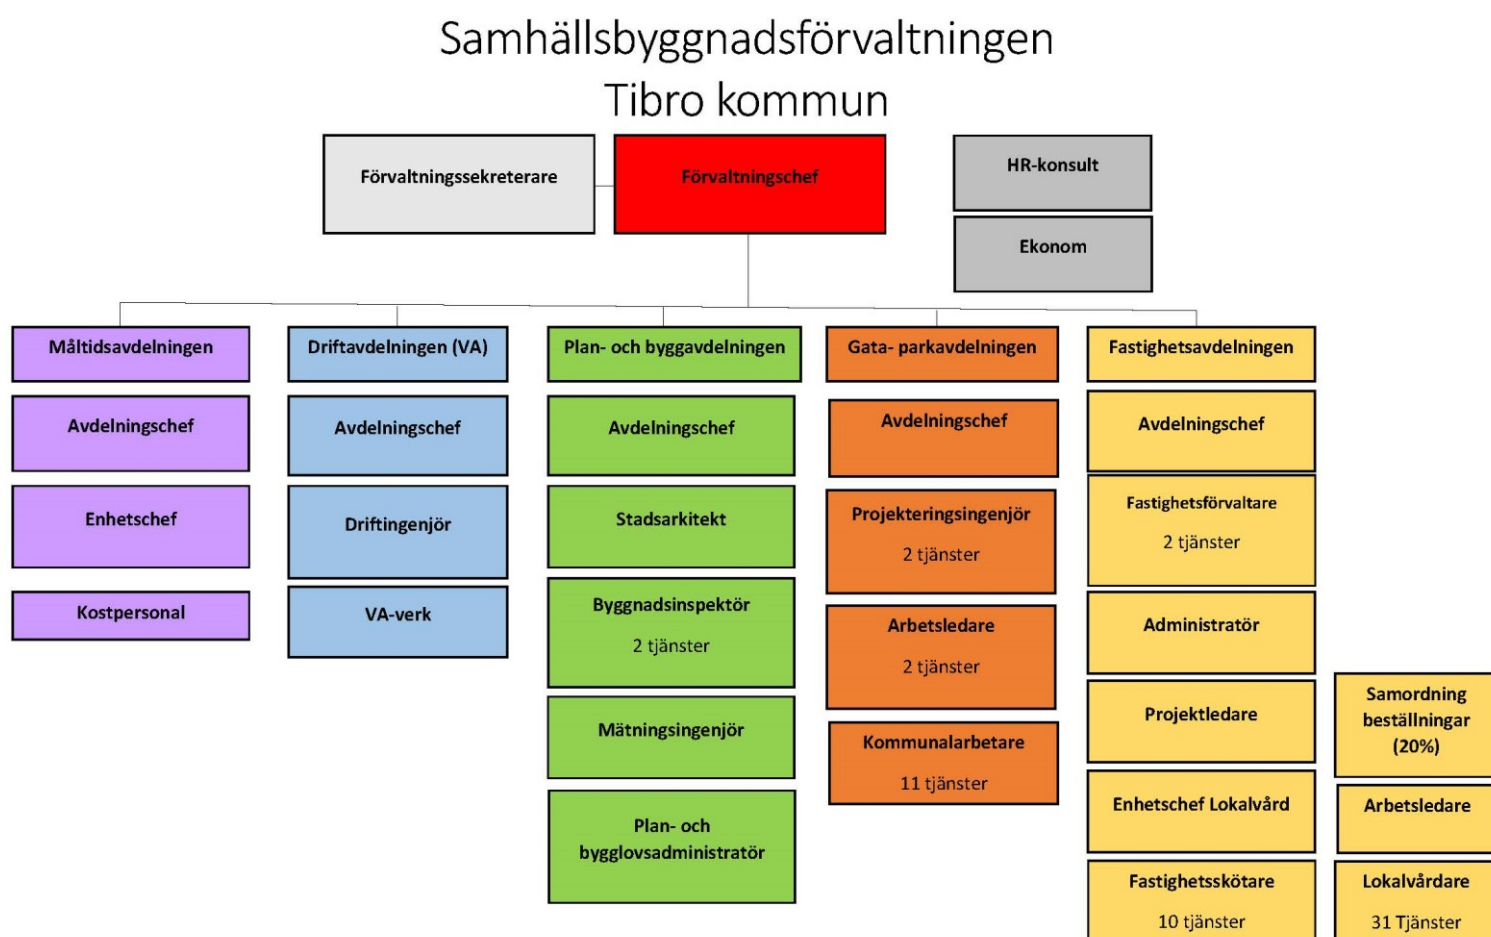 Samhällsbyggnadsförvaltningen
Tibro kommun
Förvaltningssekreterare
Förvaltningschef
HR-konsult
Ekonom
Måltidsavdelningen
Avdelningschef
Enhetschef
Kostpersonal
Driftavdelningen (VA)
Avdelningschef
Driftingenjör
VA-verk
Plan- och byggavdelningen
Avdelningschef
Stadsarkitekt
Byggnadsinspektör
2 tjänster
Mätningsingenjör
Plan- och
bygglovsadministratör
Gata- parkavdelningen
Avdelningschef
Projekteringsingenjör
2 tjänster
Arbetsledare
2 tjänster
Kommunalarbetare
11 tjänster
Fastighetsavdelningen
Avdelningschef
Fastighetsförvaltare
2 tjänster
Administratör
Projektledare
Enhetschef Lokalvård
Fastighetsskötare
10 tjänster
Samordning
beställningar
(20%)
Arbetsledare
Lokalvårdare
31 Tjänster